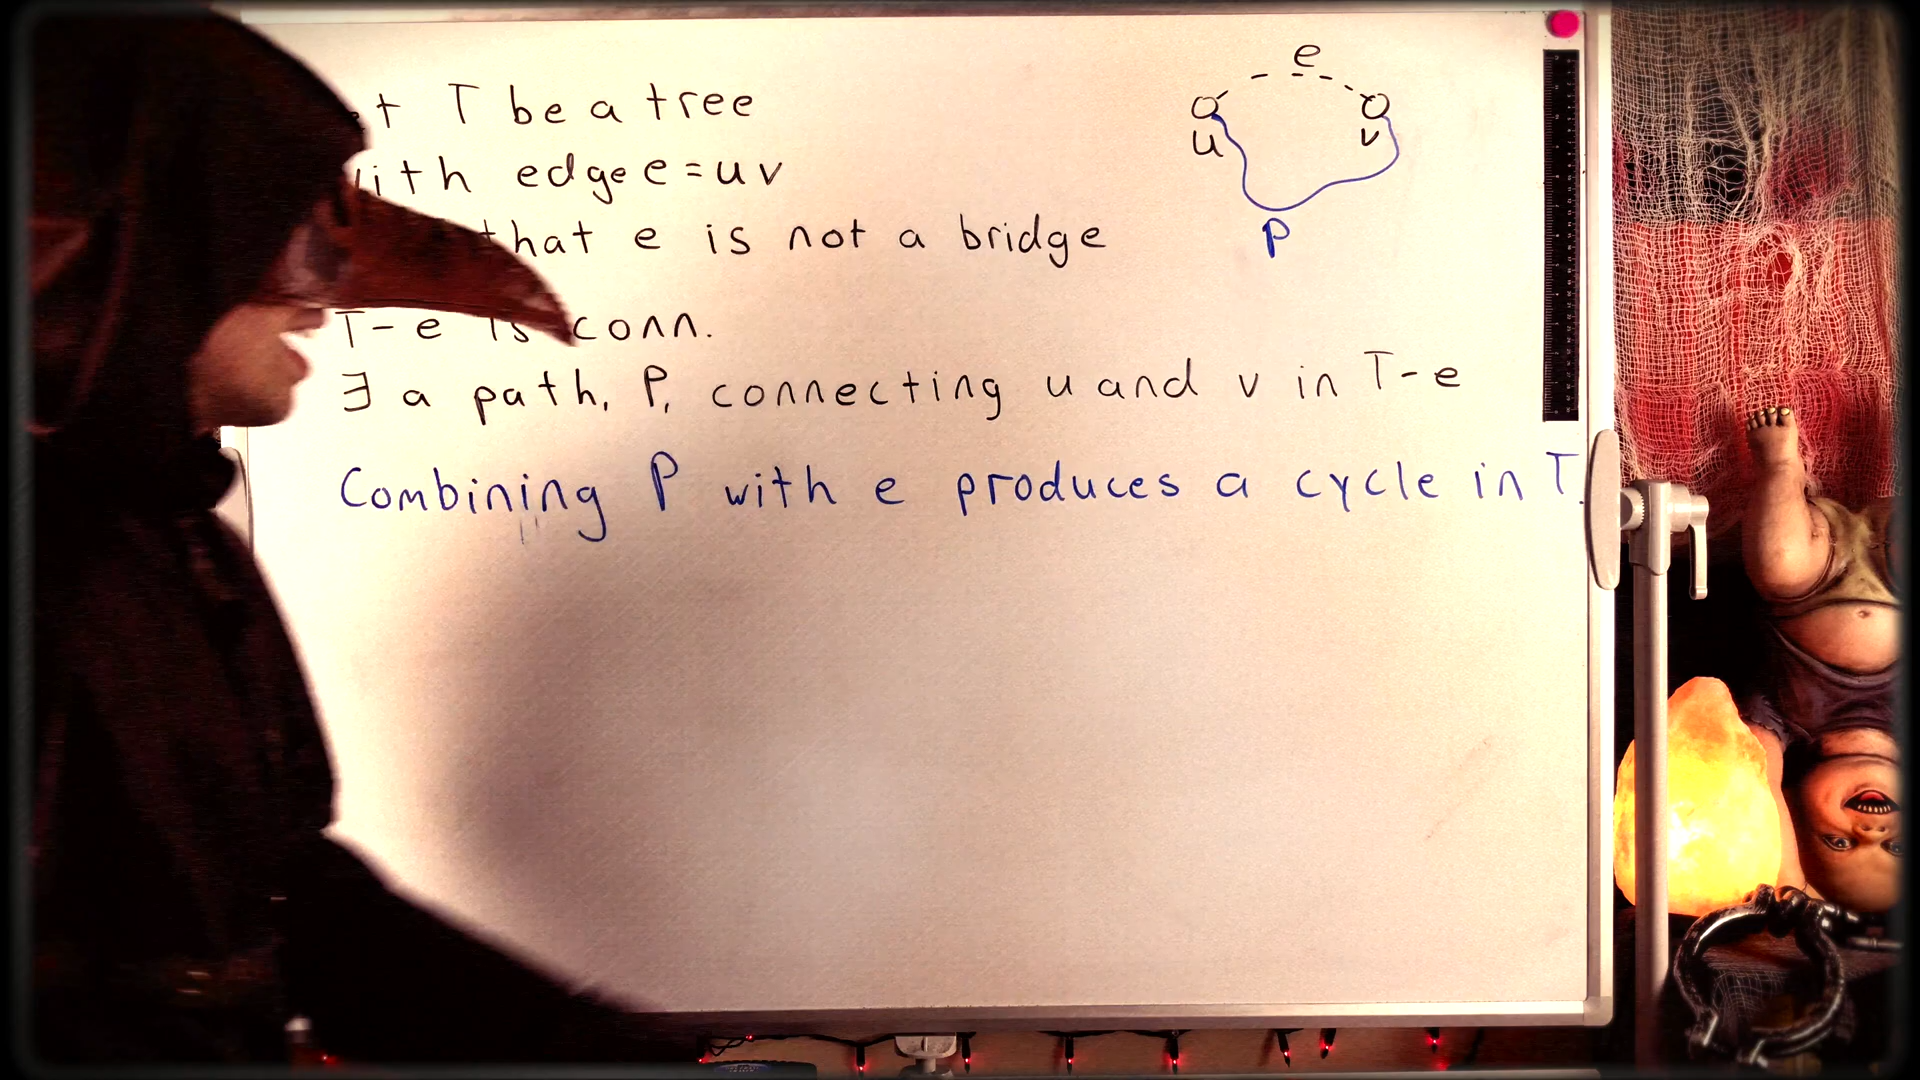 T be a tree
with edge e = uv
that e is not a bridge
T - e is conn.
∃ a path, P, connecting u and v in T-e
Combining P with e produces a cycle in T.
e
u
v
P